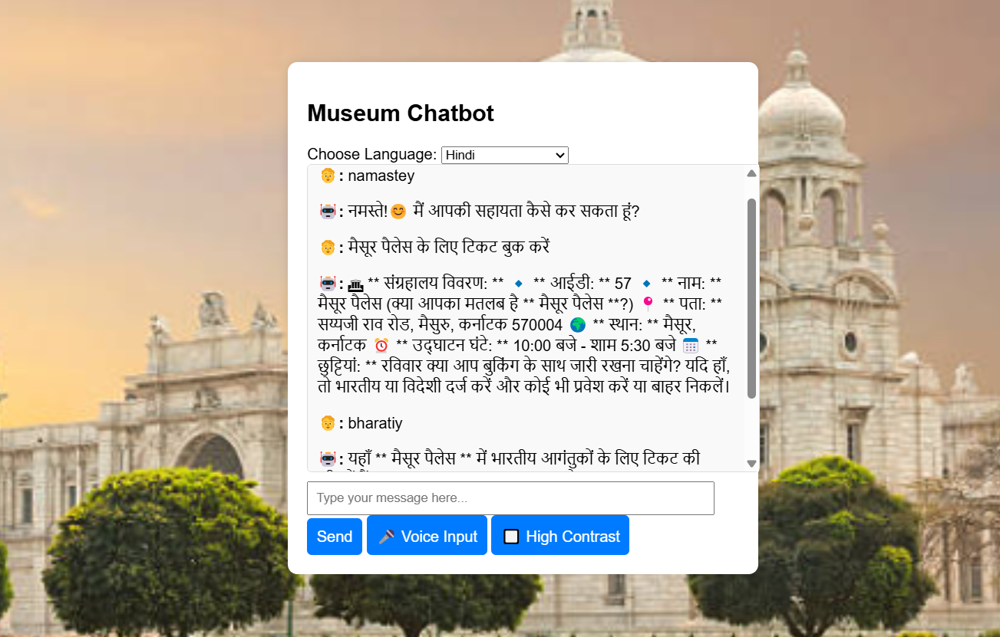 Museum Chatbot
Choose Language: Hindi
: namastey
: नमस्ते!😊 मैं आपकी सहायता कैसे कर सकता हूं?
: मैसूर पैलेस के लिए टिकट बुक करें
: 🏛 ** संग्रहालय विवरण: ** 🔹 ** आईडी: ** 57 🔹 ** नाम: **
मैसूर पैलेस (क्या आपका मतलब है ** मैसूर पैलेस **?) 📍 ** पता: **
सय्यजी राव रोड, मैसुरु, कर्नाटक 570004 🌍 ** स्थान: ** मैसूर,
कर्नाटक ⏰ ** उद्घाटन घंटे: ** 10:00 बजे - शाम 5:30 बजे 📅 **
छुट्टियां: ** रविवार क्या आप बुकिंग के साथ जारी रखना चाहेंगे? यदि हाँ,
तो भारतीय या विदेशी दर्ज करें और कोई भी प्रवेश करें या बाहर निकलें।
: bharatiy
: यहाँ ** मैसूर पैलेस ** में भारतीय आगंतुकों के लिए टिकट की
Type your message here...
Send 🎤 Voice Input 🔲 High Contrast